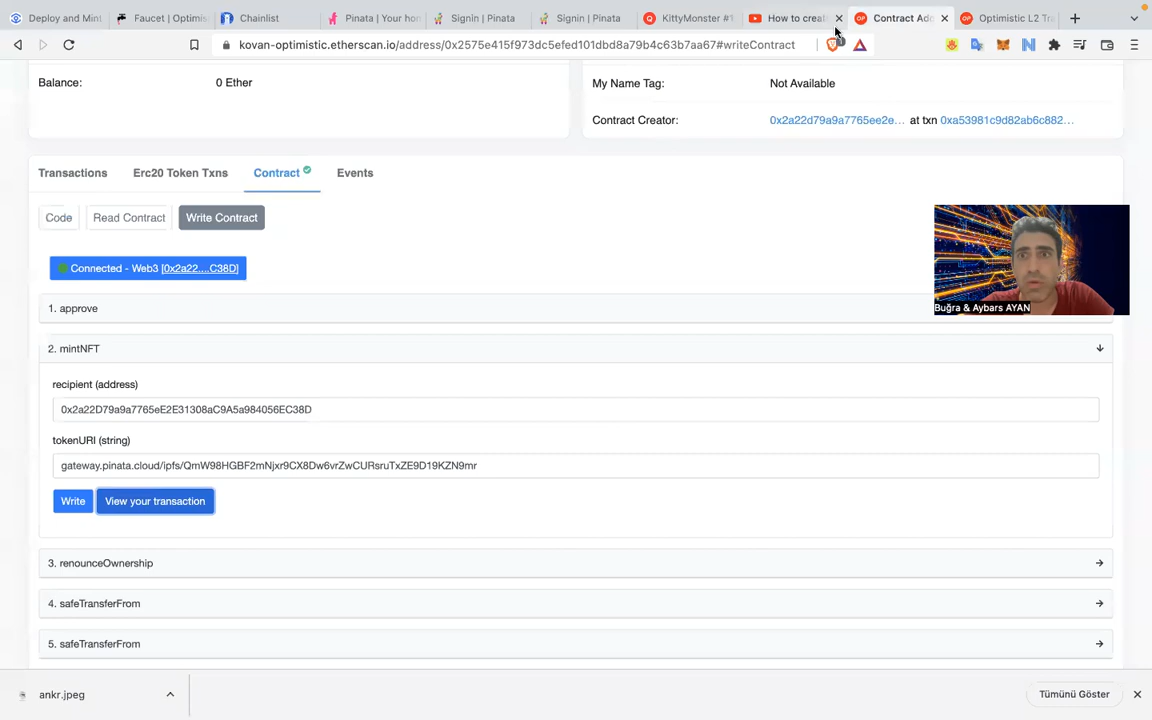 Deploy and Mint
Faucet | Optimis
Chainlist
Pinata | Your hom
Signin | Pinata
Signin | Pinata
KittyMonster #1
How to creat
Contract Add
Optimistic L2 Tra
kovan-optimistic.etherscan.io/address/0x2575e415f973dc5efed101dbd8a79b4c63b7aa67#writeContract
Balance: 0 Ether
My Name Tag: Not Available
Contract Creator: 0x2a22d79a9a7765ee2e... at txn 0xa53981c9d82ab6c882...
Transactions Erc20 Token Txns Contract Events
Code Read Contract Write Contract
Connected - Web3 [0x2a22....C38D]
Buğra & Aybars AYAN
1. approve
2. mintNFT
recipient (address)
0x2a22D79a9a7765eE2E31308aC9A5a984056EC38D
tokenURI (string)
gateway.pinata.cloud/ipfs/QmW98HGBF2mNjxr9CX8Dw6vrZwCURsruTxZE9D19KZN9mr
Write View your transaction
3. renounceOwnership
4. safeTransferFrom
5. safeTransferFrom
ankr.jpeg
Tümünü Göster